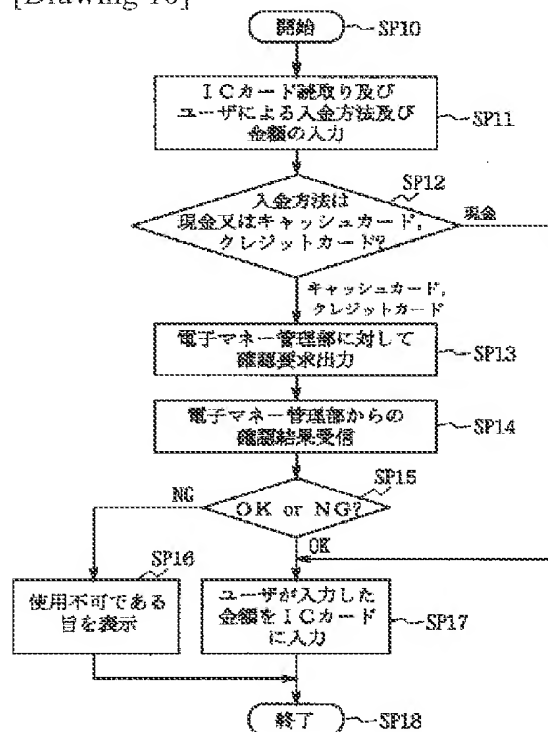 [Drawing 10]
開始
SP10
ICカード読取り及び
ユーザによる入金方法及び
金額の入力
SP11
SP12
入金方法は
現金又はキャッシュカード,
クレジットカード?
現金
キャッシュカード,
クレジットカード
電子マネー管理部に対して
確認要求出力
SP13
電子マネー管理部からの
確認結果受信
SP14
SP15
NG
OK or NG?
OK
SP16
使用不可である
旨を表示
ユーザが入力した
金額をICカード
に入力
SP17
終了
SP18